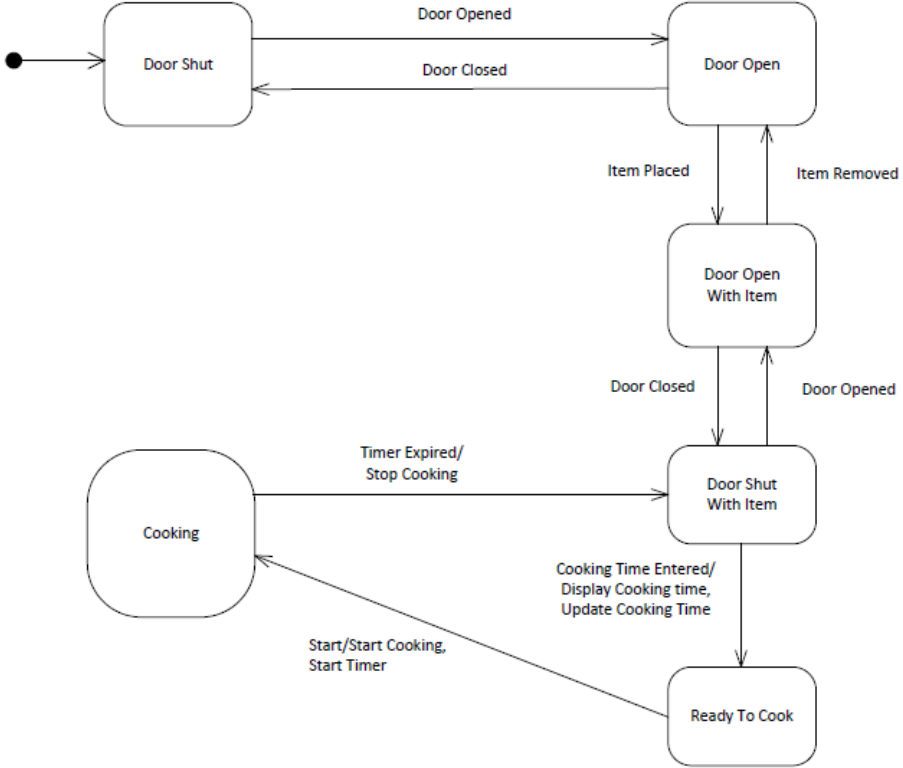 Door Opened
Door Shut
Door Open
Door Closed
Item Placed
Item Removed
Door Open
With Item
Door Closed
Door Opened
Timer Expired/
Stop Cooking
Door Shut
With Item
Cooking
Cooking Time Entered/
Display Cooking time,
Update Cooking Time
Start/Start Cooking,
Start Timer
Ready To Cook